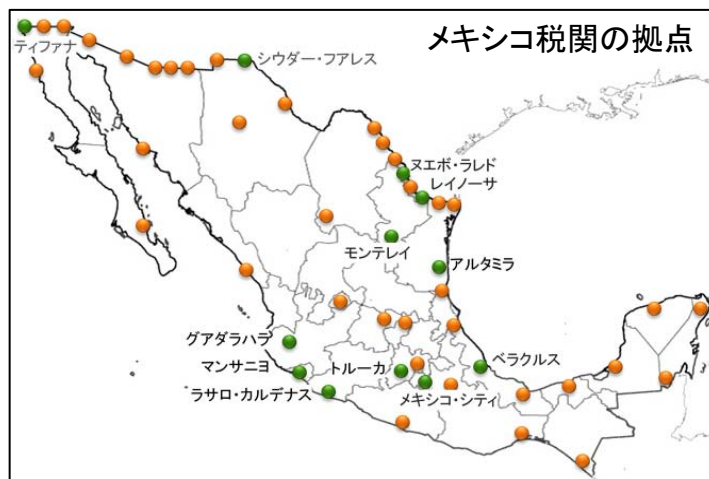 メキシコ税関の拠点
ティファナ
シウダー・フアレス
ヌエボ・ラレド
レイノーサ
モンテレイ
アルタミラ
グアダラハラ
マンサニヨ
トルーカ
ベラクルス
ラサロ・カルデナス
メキシコ・シティ